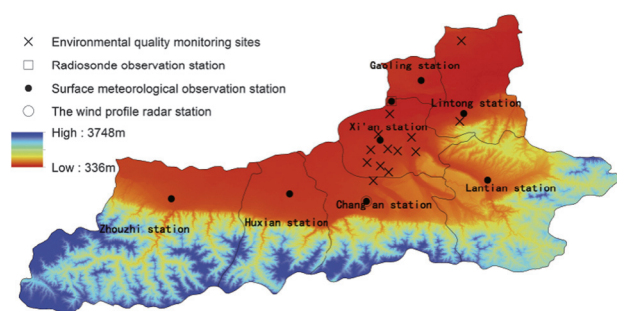 Environmental quality monitoring sites
Radiosonde observation station
Surface meteorological observation station
The wind profile radar station
High : 3748m
Low : 336m
Gaoling station
Lintong station
Xi'an station
Lantian station
Chang'an station
Huxian station
Zhouzhi station